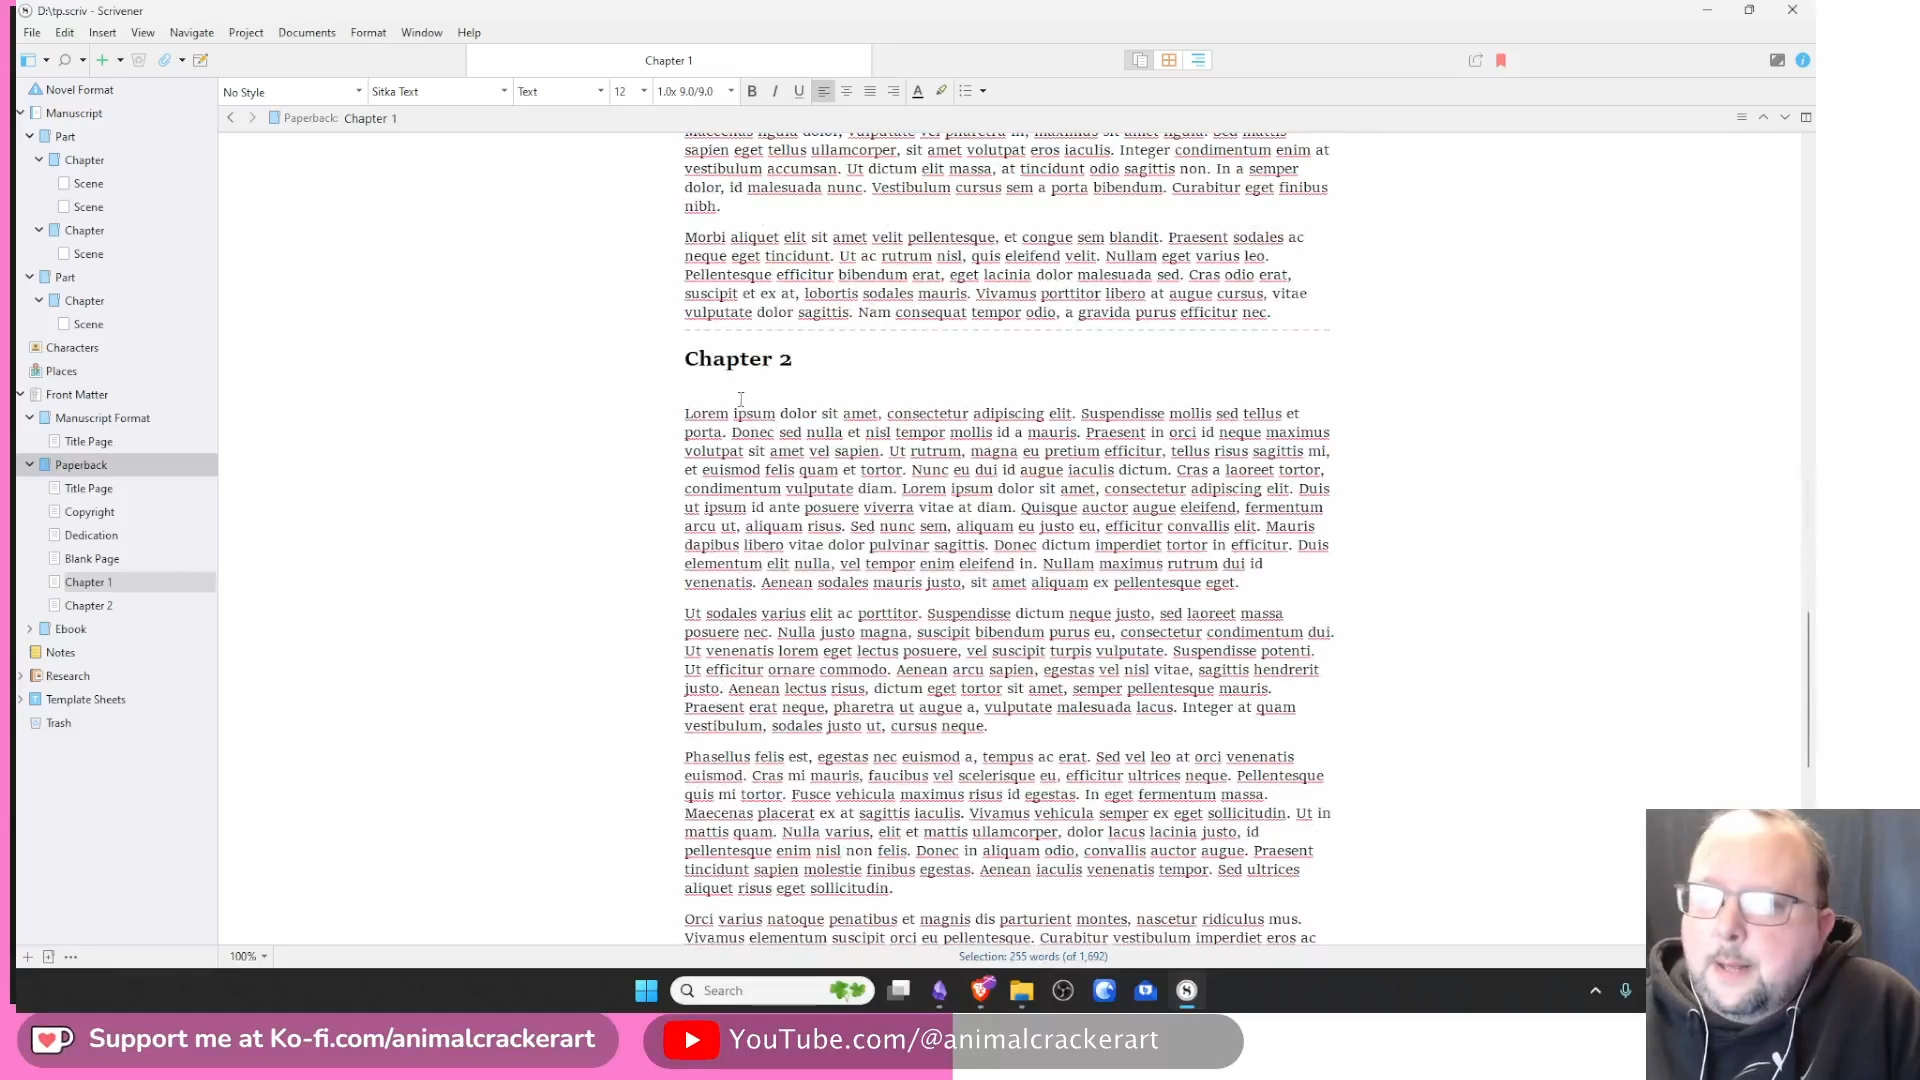 D:\tp.scriv - Scrivener
File Edit Insert View Navigate Project Documents Format Window Help
Chapter 1
No Style Sitka Text Text 12 1.0x 9.0/9.0 B I U A
Paperback: Chapter 1
Novel Format
Manuscript
Part
Chapter
Scene
Scene
Chapter
Scene
Part
Chapter
Scene
Characters
Places
Front Matter
Manuscript Format
Title Page
Paperback
Title Page
Copyright
Dedication
Blank Page
Chapter 1
Chapter 2
Ebook
Notes
Research
Template Sheets
Trash
Maecenas ligula dolor, vulputate vel pharetra in, maximus sit amet ligula. Sed mattis
sapien eget tellus ullamcorper, sit amet volutpat eros iaculis. Integer condimentum enim at
vestibulum accumsan. Ut dictum elit massa, at tincidunt odio sagittis non. In a semper
dolor, id malesuada nunc. Vestibulum cursus sem a porta bibendum. Curabitur eget finibus
nibh.
Morbi aliquet elit sit amet velit pellentesque, et congue sem blandit. Praesent sodales ac
neque eget tincidunt. Ut ac rutrum nisl, quis eleifend velit. Nullam eget varius leo.
Pellentesque efficitur bibendum erat, eget lacinia dolor malesuada sed. Cras odio erat,
suscipit et ex at, lobortis sodales mauris. Vivamus porttitor libero at augue cursus, vitae
vulputate dolor sagittis. Nam consequat tempor odio, a gravida purus efficitur nec.
Chapter 2
Lorem ipsum dolor sit amet, consectetur adipiscing elit. Suspendisse mollis sed tellus et
porta. Donec sed nulla et nisl tempor mollis id a mauris. Praesent in orci id neque maximus
volutpat sit amet vel sapien. Ut rutrum, magna eu pretium efficitur, tellus risus sagittis mi,
et euismod felis quam et tortor. Nunc eu dui id augue iaculis dictum. Cras a laoreet tortor,
condimentum vulputate diam. Lorem ipsum dolor sit amet, consectetur adipiscing elit. Duis
ut ipsum id ante posuere viverra vitae at diam. Quisque auctor augue eleifend, fermentum
arcu ut, aliquam risus. Sed nunc sem, aliquam eu justo eu, efficitur convallis elit. Mauris
dapibus libero vitae dolor pulvinar sagittis. Donec dictum imperdiet tortor in efficitur. Duis
elementum elit nulla, vel tempor enim eleifend in. Nullam maximus rutrum dui id
venenatis. Aenean sodales mauris justo, sit amet aliquam ex pellentesque eget.
Ut sodales varius elit ac porttitor. Suspendisse dictum neque justo, sed laoreet massa
posuere nec. Nulla justo magna, suscipit bibendum purus eu, consectetur condimentum dui.
Ut venenatis lorem eget lectus posuere, vel suscipit turpis vulputate. Suspendisse potenti.
Ut efficitur ornare commodo. Aenean arcu sapien, egestas vel nisl vitae, sagittis hendrerit
justo. Aenean lectus risus, dictum eget tortor sit amet, semper pellentesque mauris.
Praesent erat neque, pharetra ut augue a, vulputate malesuada lacus. Integer at quam
vestibulum, sodales justo ut, cursus neque.
Phasellus felis est, egestas nec euismod a, tempus ac erat. Sed vel leo at orci venenatis
euismod. Cras mi mauris, faucibus vel scelerisque eu, efficitur ultrices neque. Pellentesque
quis mi tortor. Fusce vehicula maximus risus id egestas. In eget fermentum massa.
Maecenas placerat ex at sagittis iaculis. Vivamus vehicula semper ex eget sollicitudin. Ut in
mattis quam. Nulla varius, elit et mattis ullamcorper, dolor lacus lacinia justo, id
pellentesque enim nisl non felis. Donec in aliquam odio, convallis auctor augue. Praesent
tincidunt sapien molestie finibus egestas. Aenean iaculis venenatis tempor. Sed ultrices
aliquet risus eget sollicitudin.
Orci varius natoque penatibus et magnis dis parturient montes, nascetur ridiculus mus.
Vivamus elementum suscipit orci eu pellentesque. Curabitur vestibulum imperdiet eros ac
100% Selection: 255 words (of 1,692)
Search
Support me at Ko-fi.com/animalcrackerart
YouTube.com/@animalcrackerart